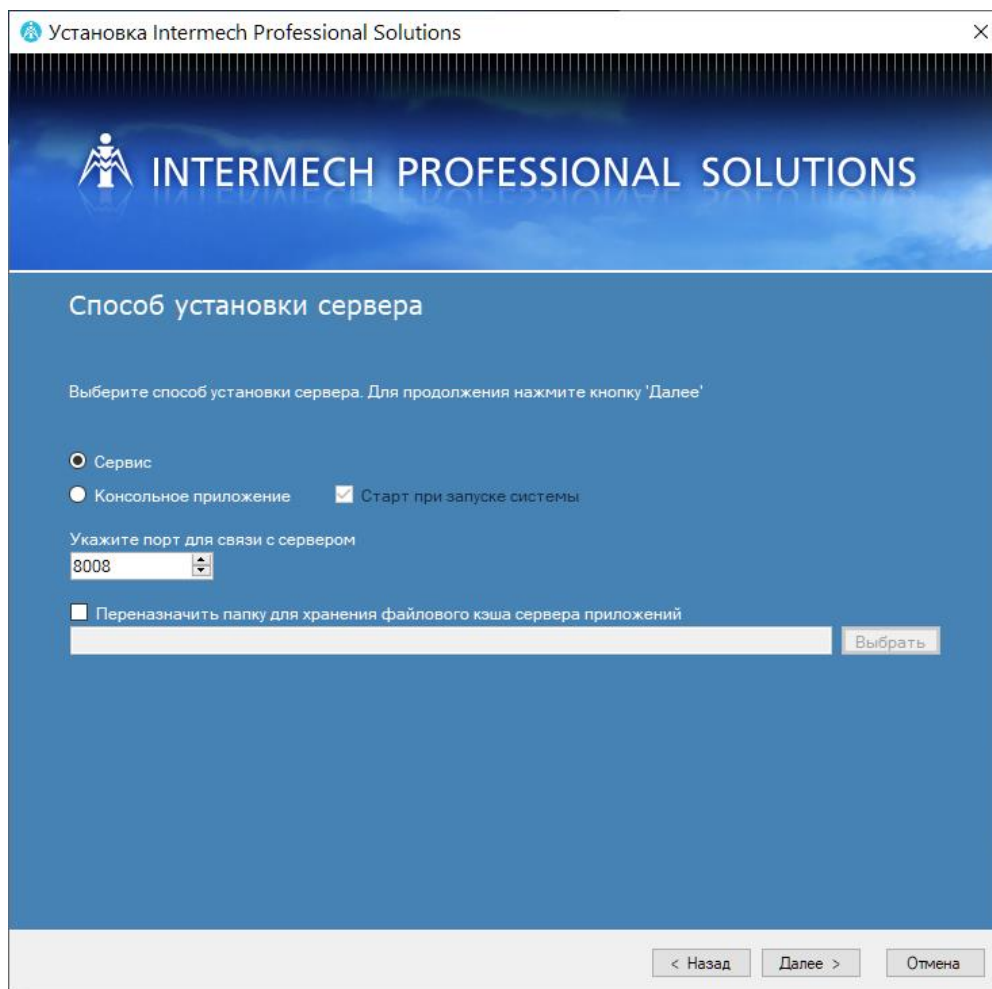 Установка Intermech Professional Solutions
INTERMECH PROFESSIONAL SOLUTIONS
Способ установки сервера
Выберите способ установки сервера. Для продолжения нажмите кнопку 'Далее'
Сервис
Консольное приложение Старт при запуске системы
Укажите порт для связи с сервером
8008
Переназначить папку для хранения файлового кэша сервера приложений
Выбрать
< Назад Далее > Отмена